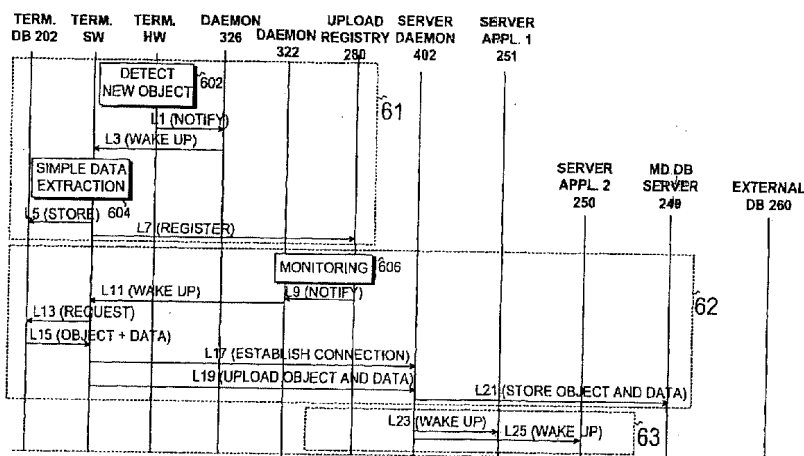 TERM. DB 202
TERM. SW
TERM. HW
DAEMON 326
DAEMON 322
UPLOAD REGISTRY 280
SERVER DAEMON 402
SERVER APPL. 1 251
DETECT NEW OBJECT
602
61
L1 (NOTIFY)
L3 (WAKE UP)
SIMPLE DATA EXTRACTION
604
L5 (STORE)
L7 (REGISTER)
SERVER APPL. 2 250
MD DB SERVER 249
EXTERNAL DB 260
MONITORING
606
L9 (NOTIFY)
L11 (WAKE UP)
62
L13 (REQUEST)
L15 (OBJECT + DATA)
L17 (ESTABLISH CONNECTION)
L19 (UPLOAD OBJECT AND DATA)
L21 (STORE OBJECT AND DATA)
L23 (WAKE UP)
L25 (WAKE UP)
63